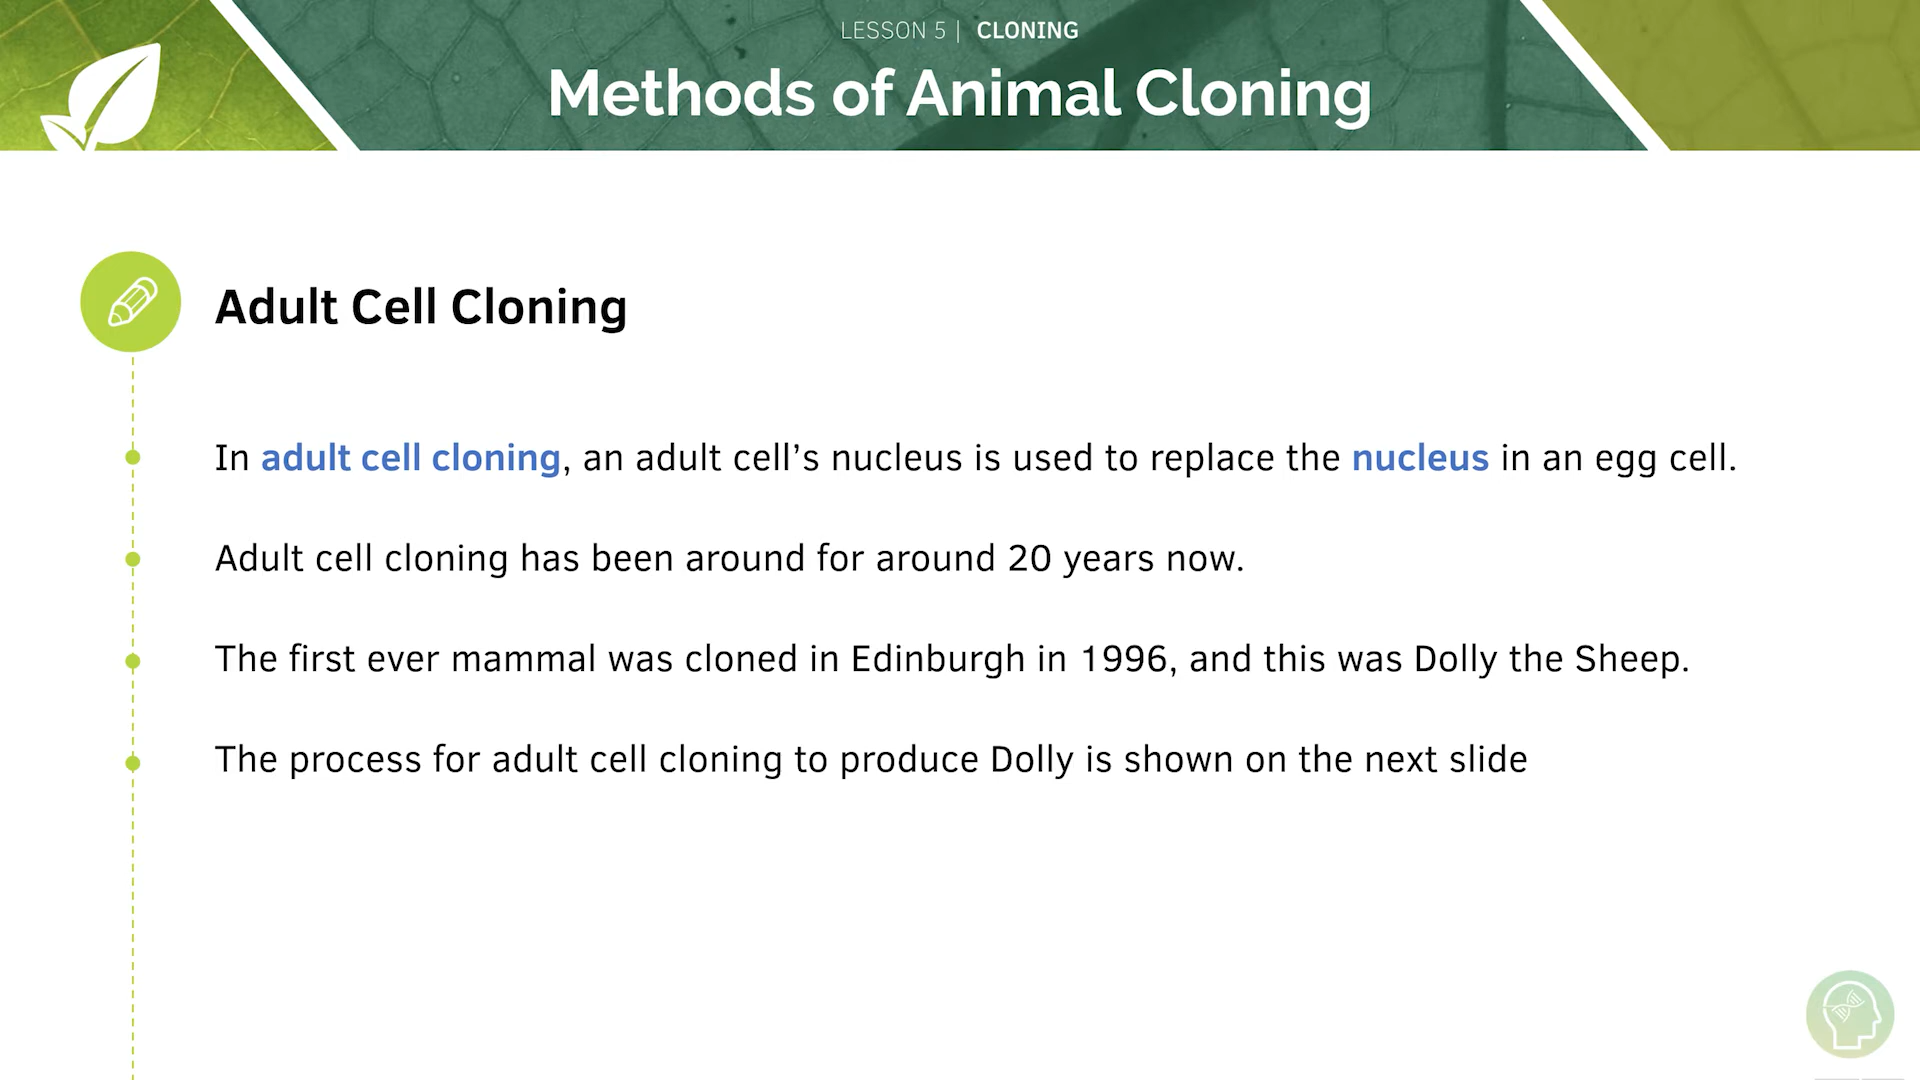 LESSON 5 | CLONING
Methods of Animal Cloning
Adult Cell Cloning
In adult cell cloning, an adult cell’s nucleus is used to replace the nucleus in an egg cell.
Adult cell cloning has been around for around 20 years now.
The first ever mammal was cloned in Edinburgh in 1996, and this was Dolly the Sheep.
The process for adult cell cloning to produce Dolly is shown on the next slide